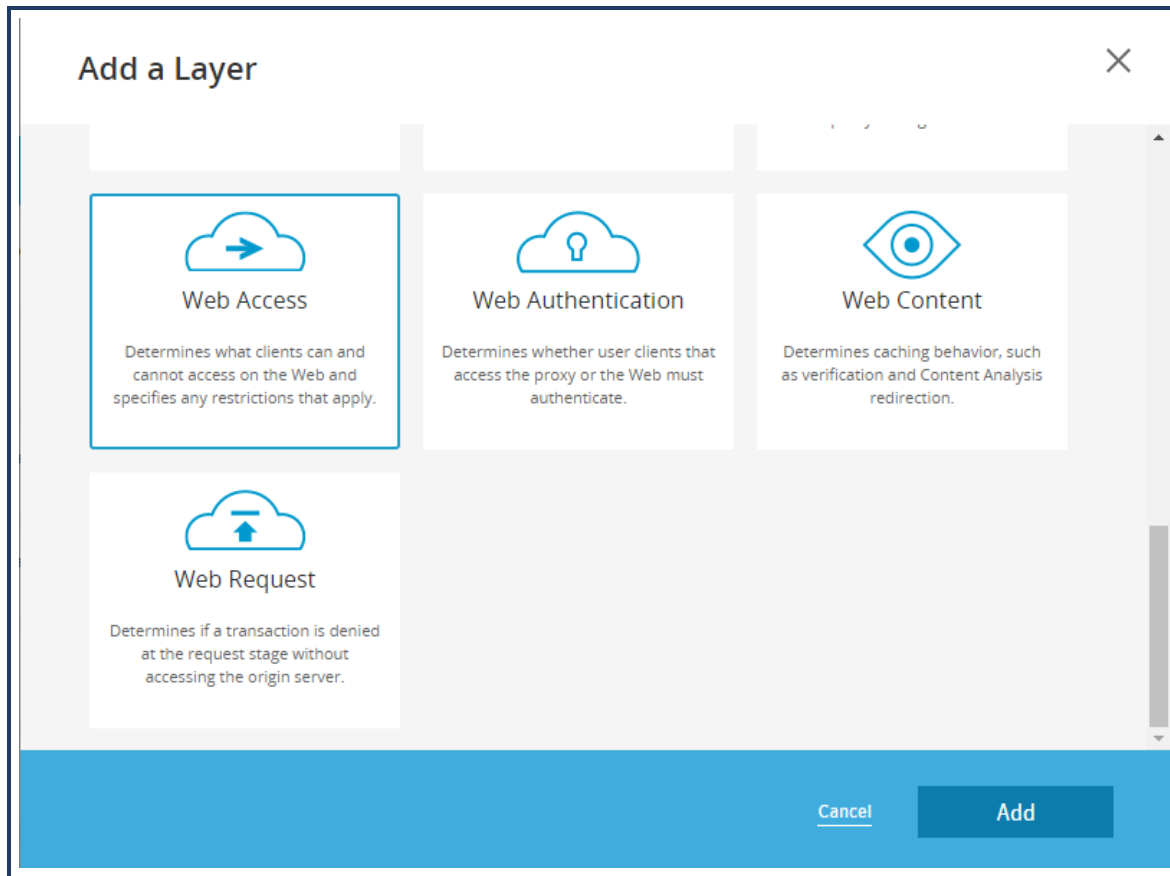 Add a Layer
Web Access
Determines what clients can and
cannot access on the Web and
specifies any restrictions that apply.
Web Authentication
Determines whether user clients that
access the proxy or the Web must
authenticate.
Web Content
Determines caching behavior, such
as verification and Content Analysis
redirection.
Web Request
Determines if a transaction is denied
at the request stage without
accessing the origin server.
Cancel
Add